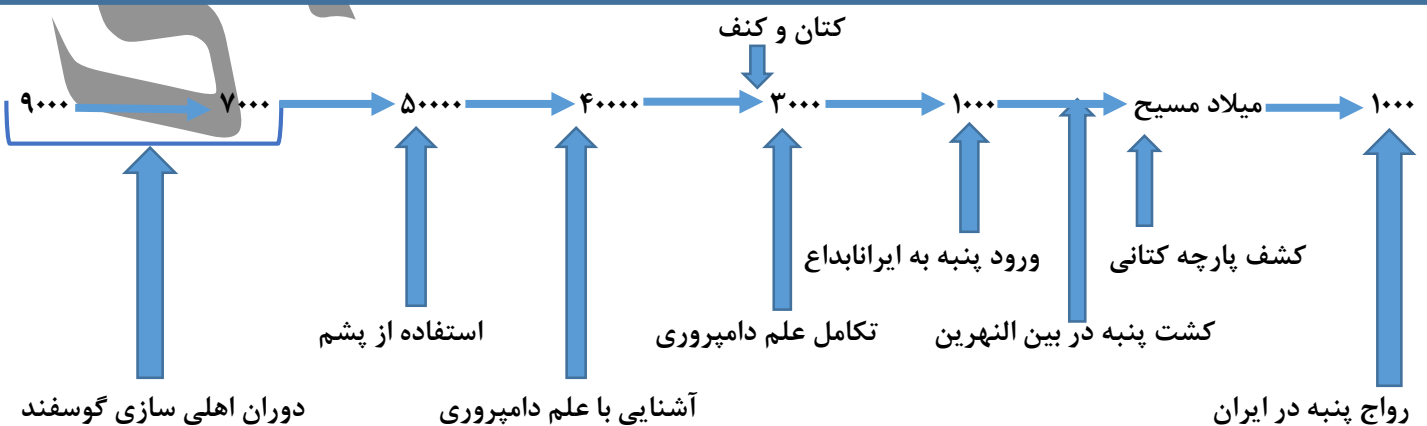 کتان و کنف
۹۰۰۰ ۷۰۰۰ ۵۰۰۰۰ ۴۰۰۰۰ ۳۰۰۰ ۱۰۰۰ میلاد مسیح ۱۰۰۰
ورود پنبه به ایرانابداع کشف پارچه کتانی
استفاده از پشم تکامل علم دامپروری کشت پنبه در بین النهرین
دوران اهلی سازی گوسفند آشنایی با علم دامپروری رواج پنبه در ایران